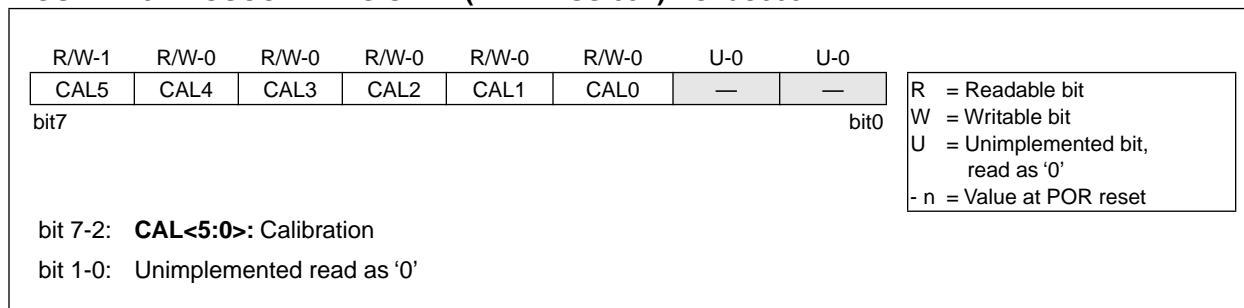 R/W-1 R/W-0 R/W-0 R/W-0 R/W-0 R/W-0 U-0 U-0
CAL5 CAL4 CAL3 CAL2 CAL1 CAL0 — —
bit7 bit0
R = Readable bit
W = Writable bit
U = Unimplemented bit,
read as ‘0’
- n = Value at POR reset
bit 7-2: CAL<5:0>: Calibration
bit 1-0: Unimplemented read as ‘0’